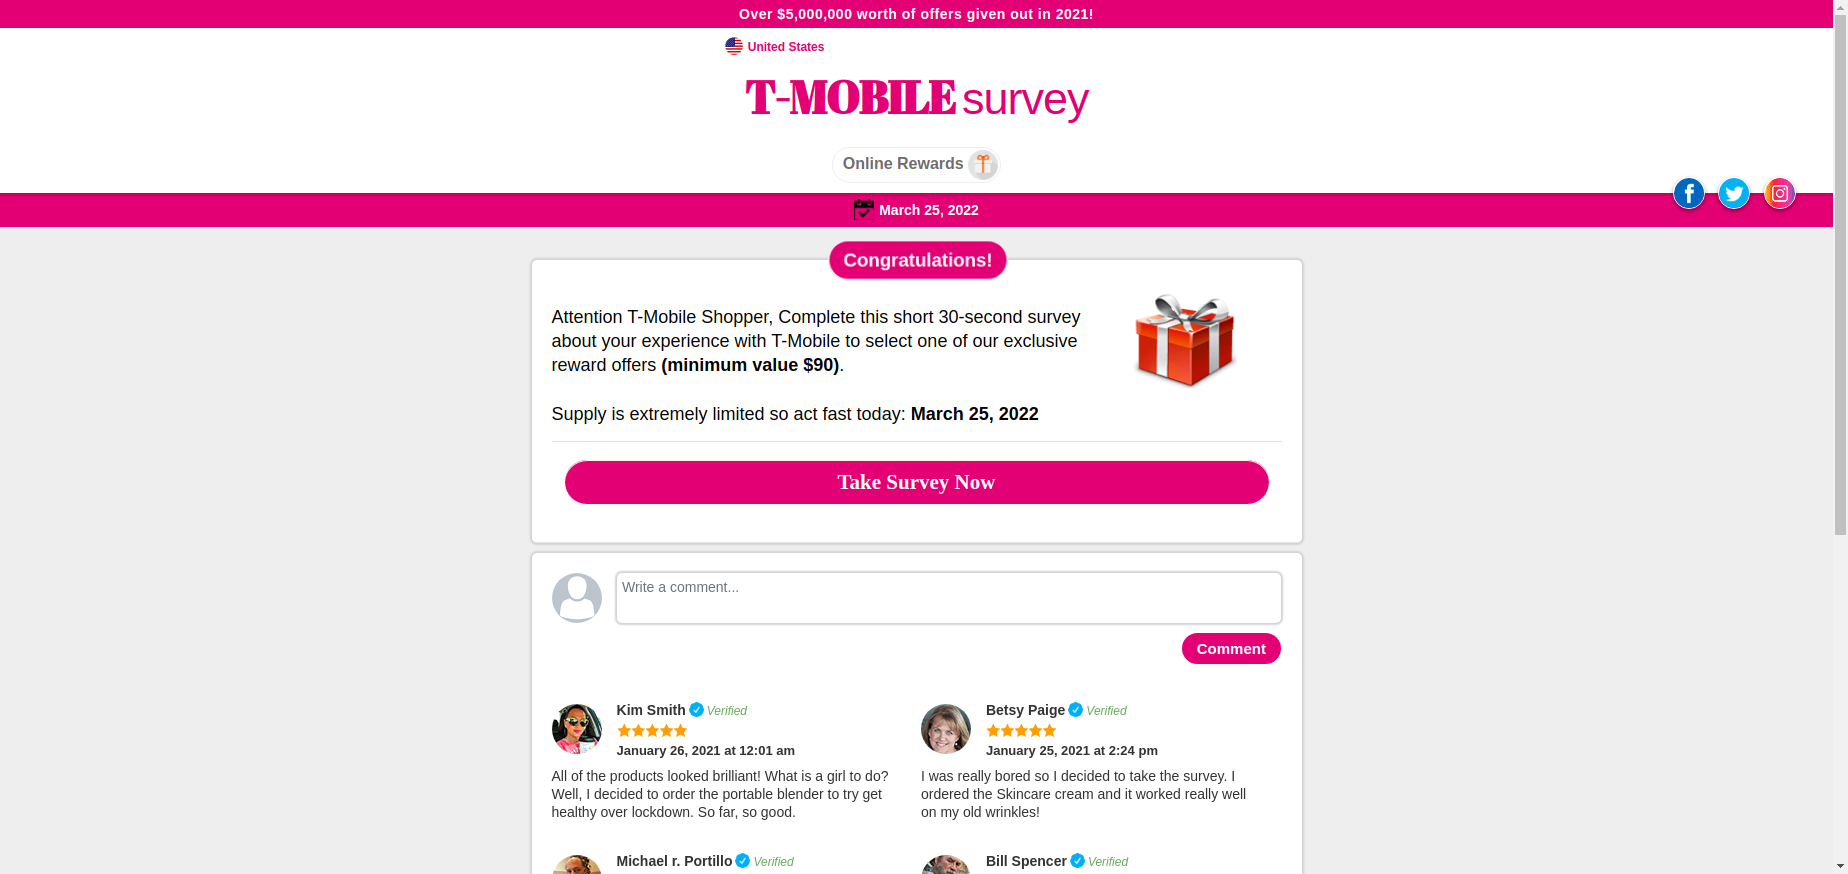 Over $5,000,000 worth of offers given out in 2021!
United States
T-MOBILE survey
Online Rewards
March 25, 2022
Congratulations!
Attention T-Mobile Shopper, Complete this short 30-second survey
about your experience with T-Mobile to select one of our exclusive
reward offers (minimum value $90).
Supply is extremely limited so act fast today: March 25, 2022
Take Survey Now
Write a comment...
Comment
Kim Smith Verified
January 26, 2021 at 12:01 am
All of the products looked brilliant! What is a girl to do?
Well, I decided to order the portable blender to try get
healthy over lockdown. So far, so good.
Betsy Paige Verified
January 25, 2021 at 2:24 pm
I was really bored so I decided to take the survey. I
ordered the Skincare cream and it worked really well
on my old wrinkles!
Michael r. Portillo Verified
Bill Spencer Verified